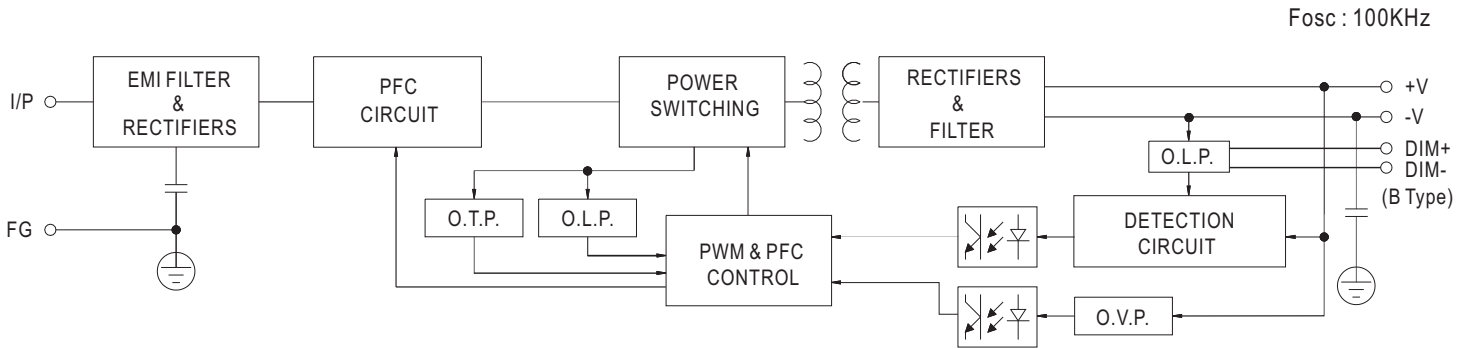 Fosc : 100KHz
I/P
EMI FILTER
&
RECTIFIERS
PFC
CIRCUIT
POWER
SWITCHING
RECTIFIERS
&
FILTER
+V
-V
O.L.P.
DIM+
DIM-
(B Type)
FG
O.T.P.
O.L.P.
PWM & PFC
CONTROL
DETECTION
CIRCUIT
O.V.P.